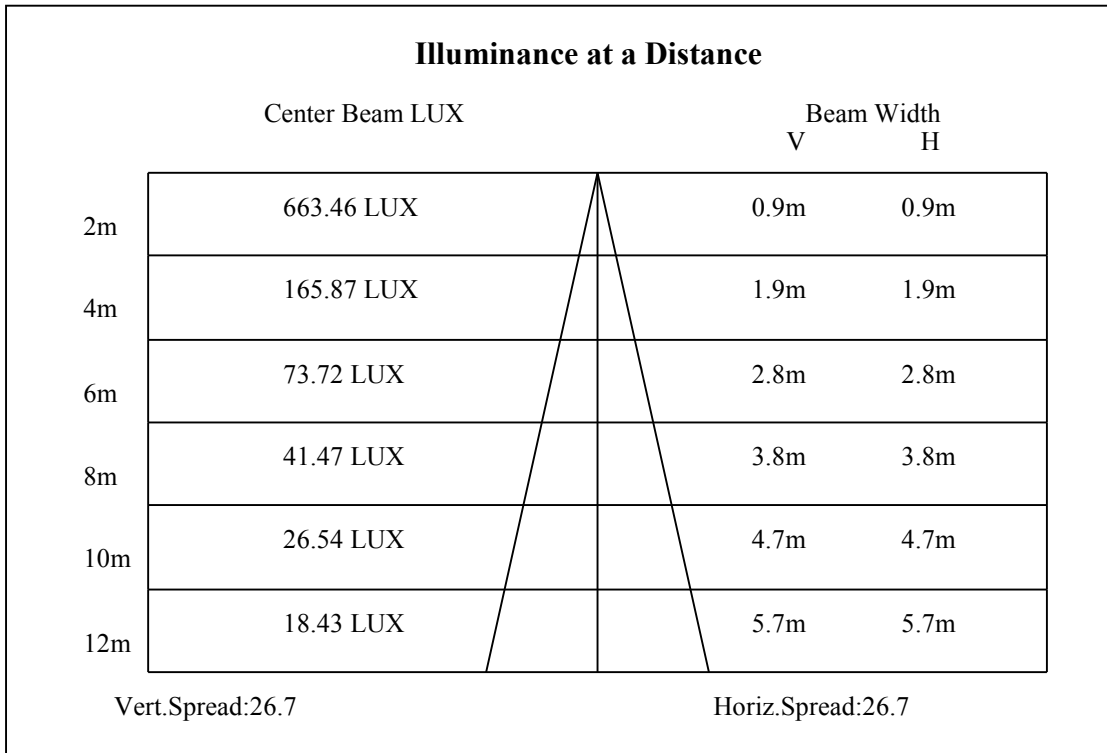 Illuminance at a Distance
Center Beam LUX Beam Width
V H
663.46 LUX 0.9m 0.9m
2m
165.87 LUX 1.9m 1.9m
4m
73.72 LUX 2.8m 2.8m
6m
41.47 LUX 3.8m 3.8m
8m
26.54 LUX 4.7m 4.7m
10m
18.43 LUX 5.7m 5.7m
12m
Vert.Spread:26.7 Horiz.Spread:26.7